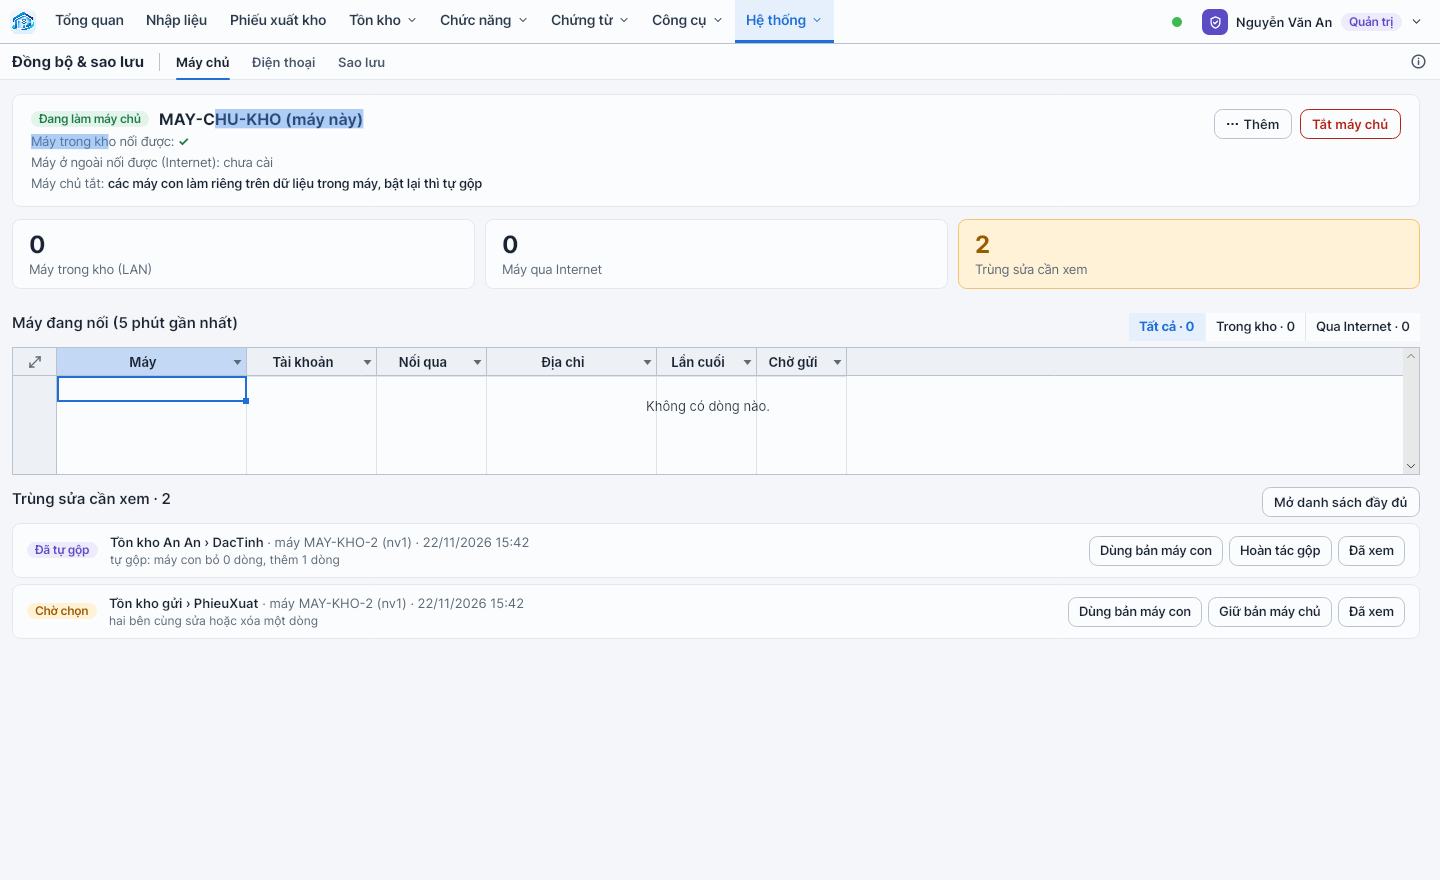 Tổng quan Nhập liệu Phiếu xuất kho Tồn kho Chức năng Chứng từ Công cụ Hệ thống Nguyễn Văn An Quản trị
Đồng bộ & sao lưu Máy chủ Điện thoại Sao lưu
Đang làm máy chủ MAY-CHU-KHO (máy này) ··· Thêm Tắt máy chủ
Máy trong kho nối được: ✓
Máy ở ngoài nối được (Internet): chưa cài
Máy chủ tắt: các máy con làm riêng trên dữ liệu trong máy, bật lại thì tự gộp
0
Máy trong kho (LAN)
0
Máy qua Internet
2
Trùng sửa cần xem
Máy đang nối (5 phút gần nhất) Tất cả · 0 Trong kho · 0 Qua Internet · 0
Máy Tài khoản Nối qua Địa chỉ Lần cuối Chờ gửi
Không có dòng nào.
Trùng sửa cần xem · 2 Mở danh sách đầy đủ
Đã tự gộp Tồn kho An An › DacTinh · máy MAY-KHO-2 (nv1) · 22/11/2026 15:42 Dùng bản máy con Hoàn tác gộp Đã xem
tự gộp: máy con bỏ 0 dòng, thêm 1 dòng
Chờ chọn Tồn kho gửi › PhieuXuat · máy MAY-KHO-2 (nv1) · 22/11/2026 15:42 Dùng bản máy con Giữ bản máy chủ Đã xem
hai bên cùng sửa hoặc xóa một dòng